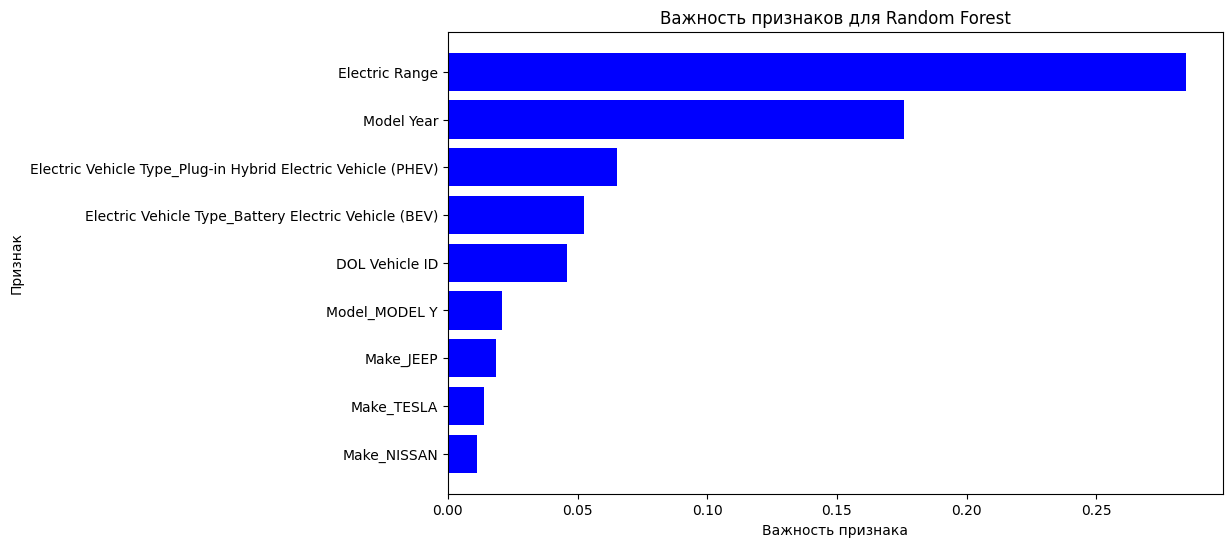 Важность признаков для Random Forest
Признак
Electric Range
Model Year
Electric Vehicle Type_Plug-in Hybrid Electric Vehicle (PHEV)
Electric Vehicle Type_Battery Electric Vehicle (BEV)
DOL Vehicle ID
Model_MODEL Y
Make_JEEP
Make_TESLA
Make_NISSAN
0.00 0.05 0.10 0.15 0.20 0.25
Важность признака